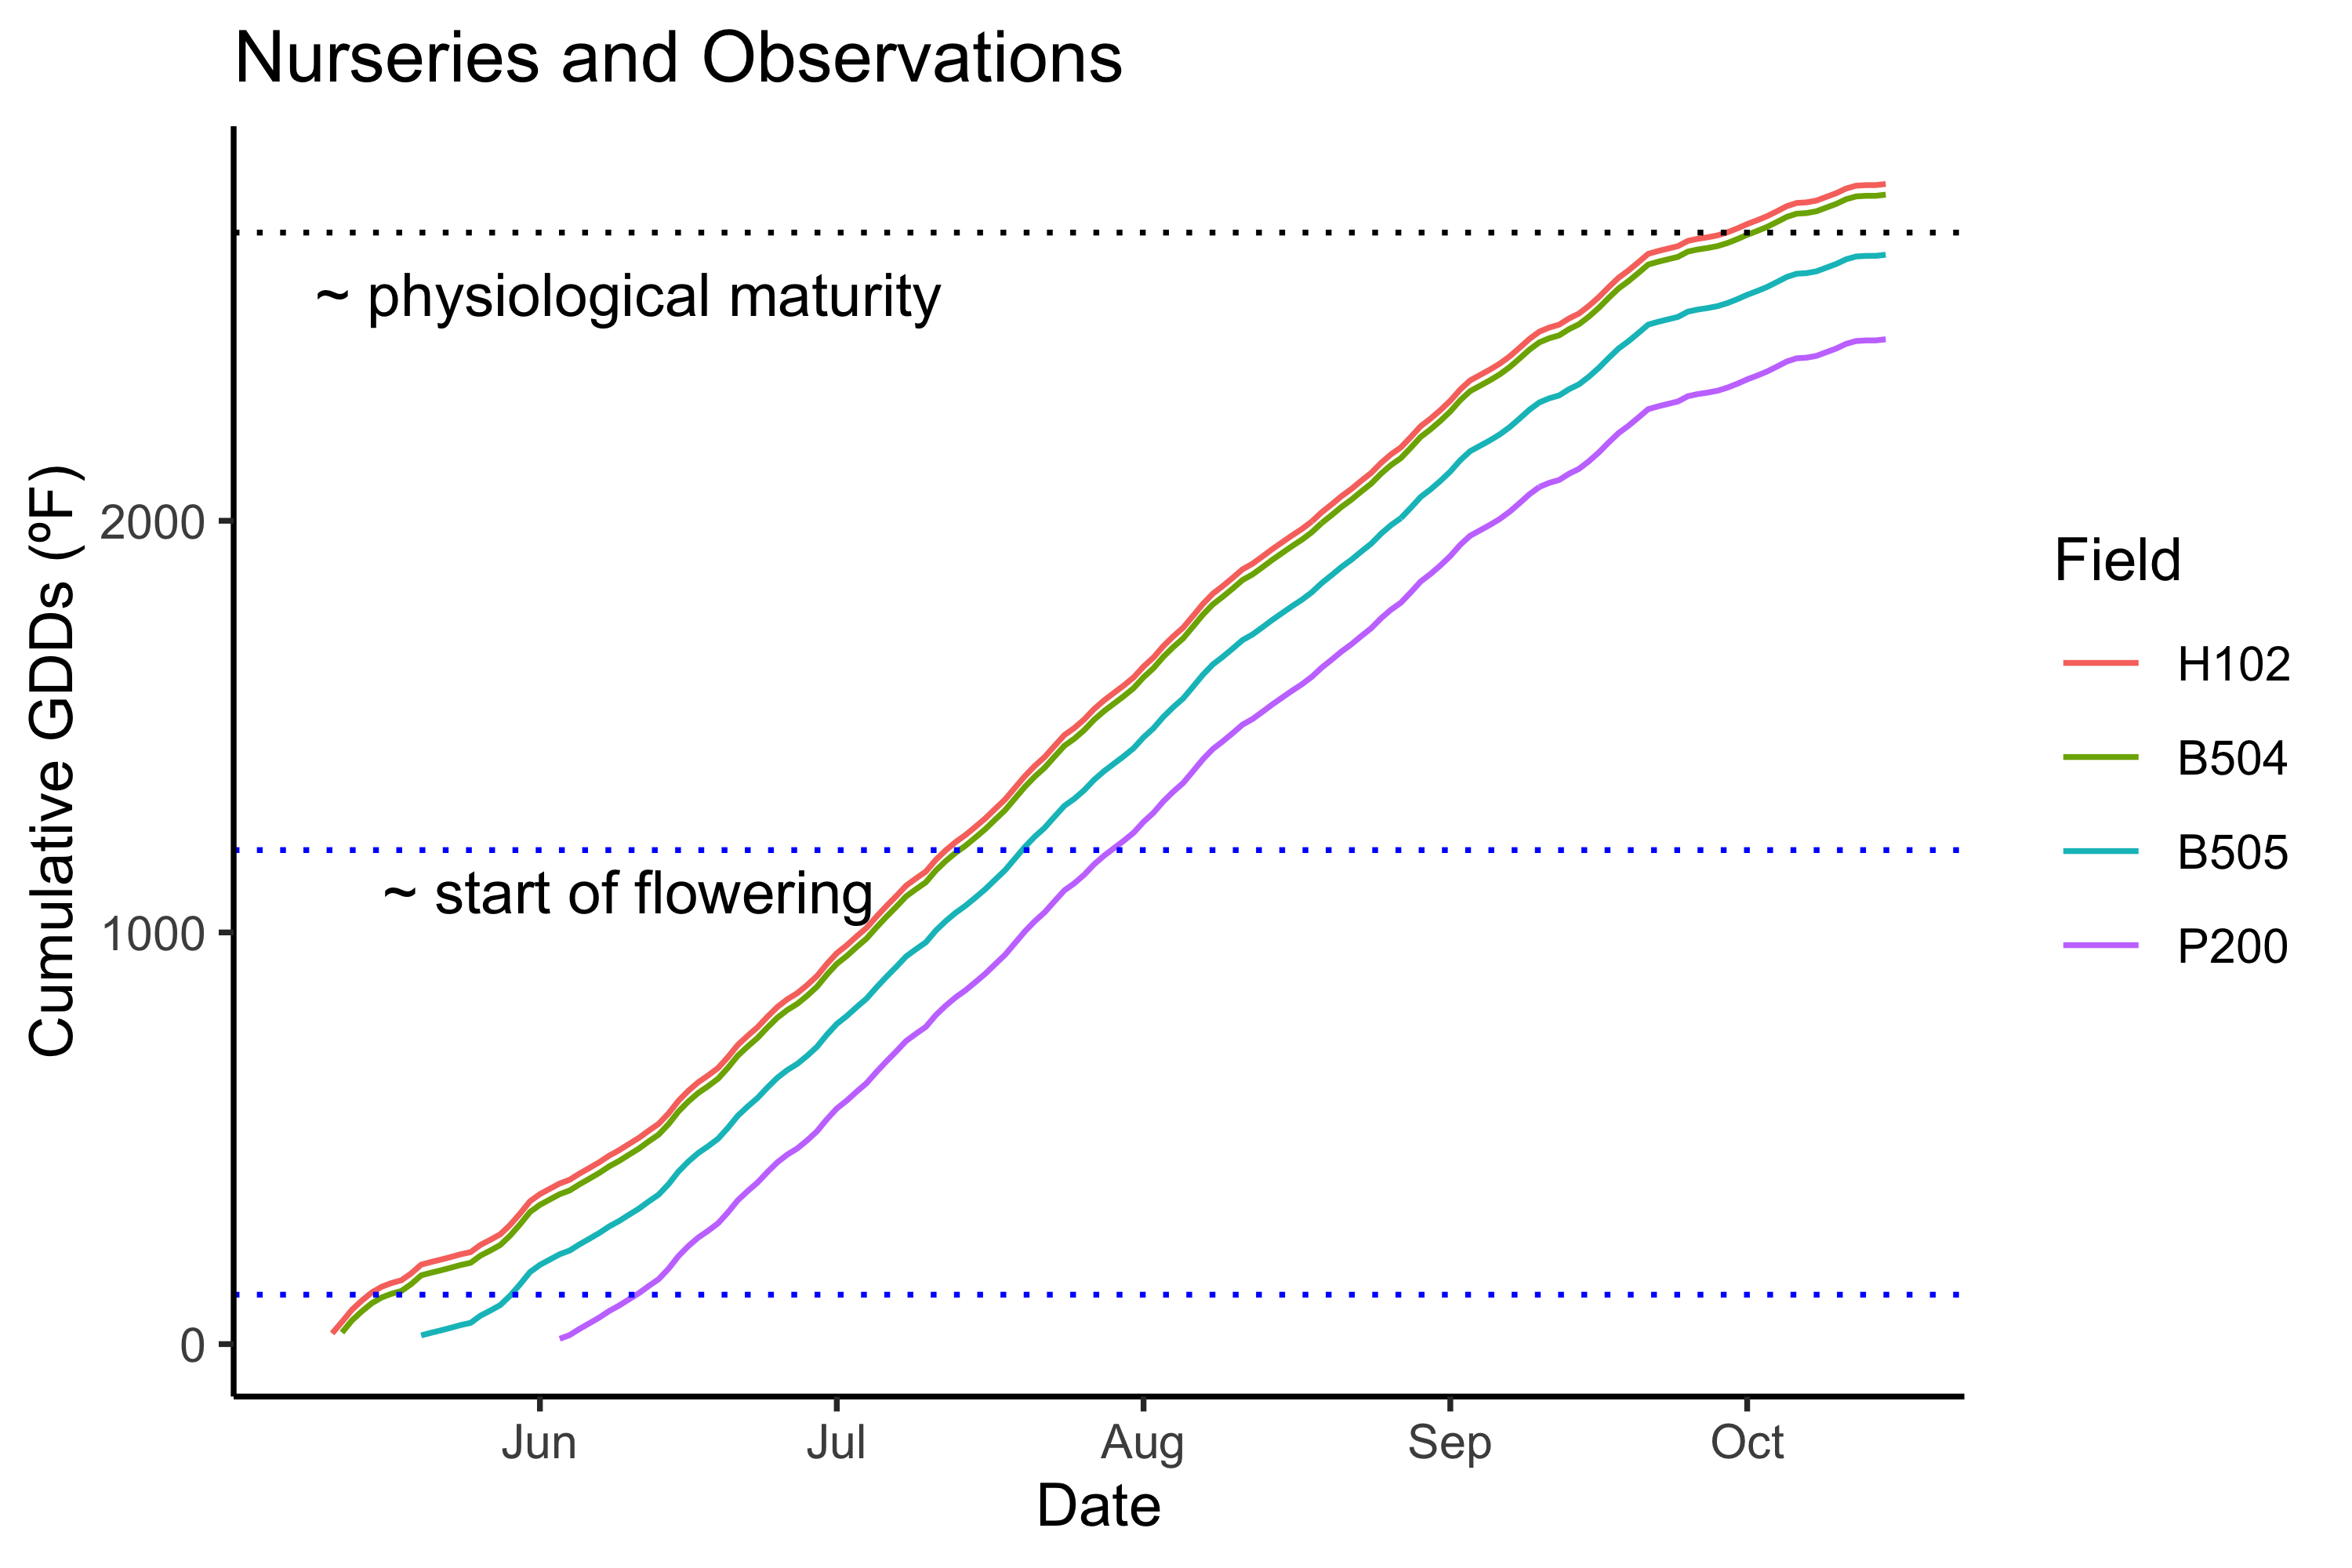 Nurseries and Observations
~ physiological maturity
~ start of flowering
Cumulative GDDs (ºF)
2000
1000
0
Jun Jul Aug Sep Oct
Date
Field
H102
B504
B505
P200